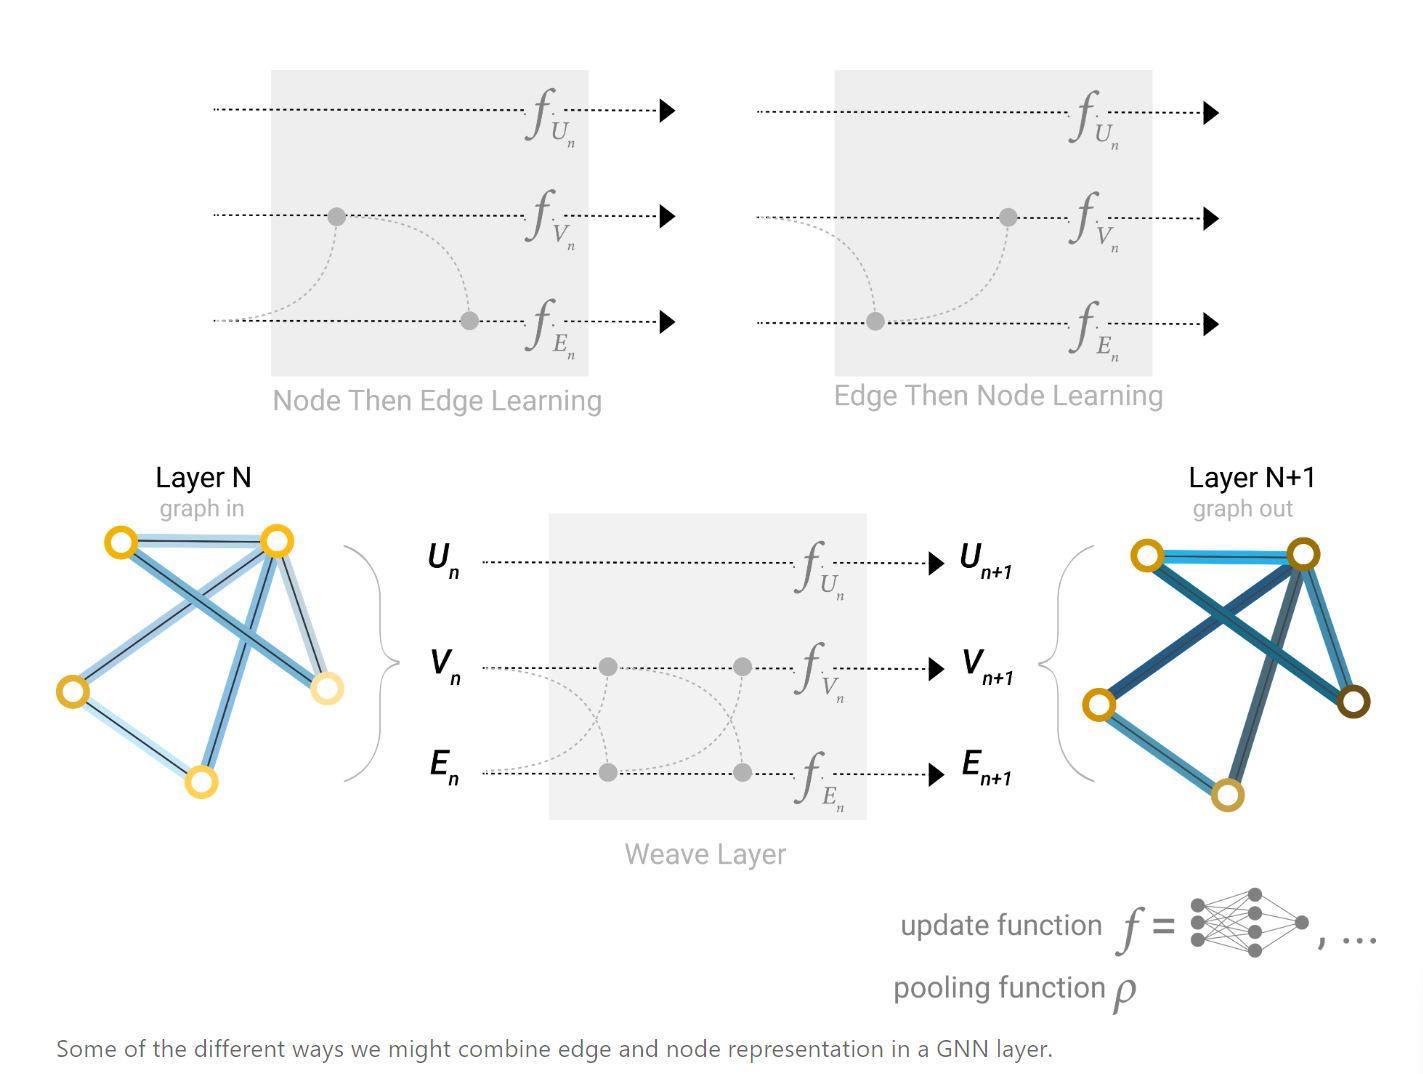 f_{U_n}
f_{V_n}
f_{E_n}
Node Then Edge Learning
f_{U_n}
f_{V_n}
f_{E_n}
Edge Then Node Learning
Layer N
graph in
U_n
V_n
E_n
f_{U_n}
f_{V_n}
f_{E_n}
U_{n+1}
V_{n+1}
E_{n+1}
Weave Layer
Layer N+1
graph out
update function f = , ...
pooling function ρ
Some of the different ways we might combine edge and node representation in a GNN layer.